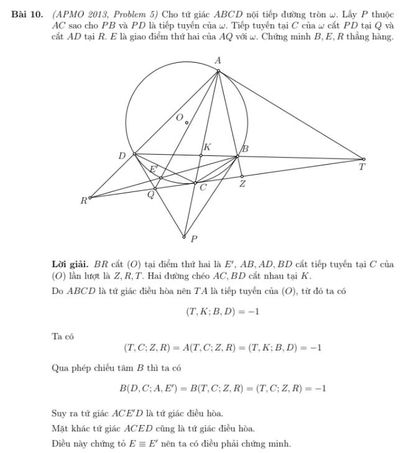 Bài 10. (APMO 2013, Problem 5) Cho tứ giác ABCD nội tiếp đường tròn ω. Lấy P thuộc
AC sao cho PB và PD là tiếp tuyến của ω. Tiếp tuyến tại C của ω cắt PD tại Q và
cắt AD tại R. E là giao điểm thứ hai của AQ với ω. Chứng minh B, E, R thẳng hàng.
A
O
K
B
D
E'
T
C
Z
R
Q
P
Lời giải. BR cắt (O) tại điểm thứ hai là E', AB, AD, BD cắt tiếp tuyến tại C của
(O) lần lượt là Z, R, T. Hai đường chéo AC, BD cắt nhau tại K.
Do ABCD là tứ giác điều hòa nên TA là tiếp tuyến của (O), từ đó ta có
(T, K; B, D) = −1
Ta có
(T, C; Z, R) = A(T, C; Z, R) = (T, K; B, D) = −1
Qua phép chiếu tâm B thì ta có
B(D, C; A, E') = B(T, C; Z, R) = (T, C; Z, R) = −1
Suy ra tứ giác ACE'D là tứ giác điều hòa.
Mặt khác tứ giác ACED cũng là tứ giác điều hòa.
Điều này chứng tỏ E ≡ E' nên ta có điều phải chứng minh.